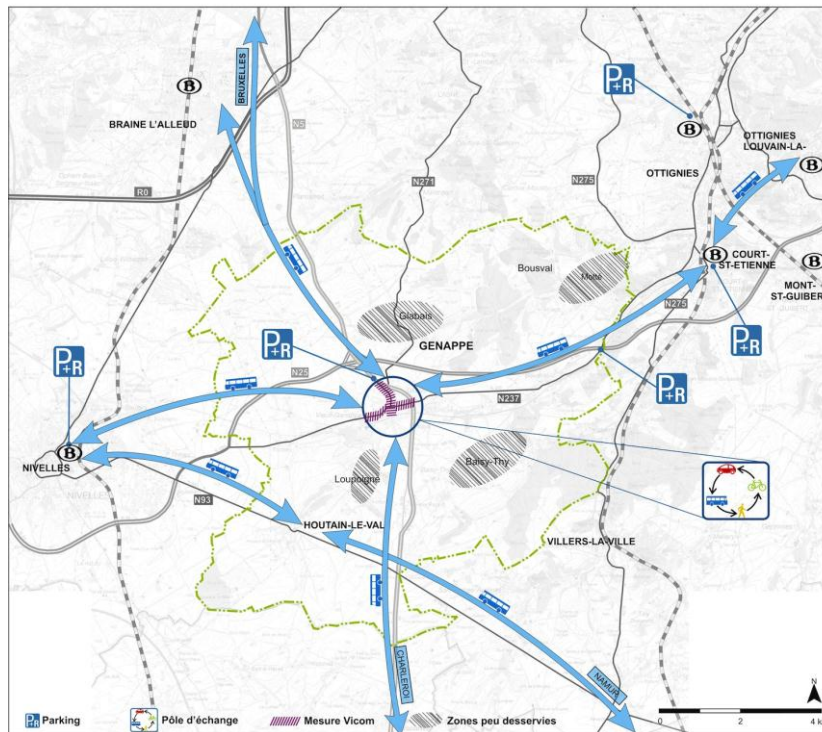 BRUXELLES
B
BRAINE L'ALLEUD
N5
R0
N271
N275
P+R
B
OTTIGNIES
LOUVAIN-LA-
B
OTTIGNIES
B
COURT-
ST-ETIENNE
B
MONT-
ST-GUIBER
Bousval
Motte
N275
P+R
Glabais
GENAPPE
P+R
P+R
N25
N237
P+R
B
NIVELLES
NIVELLES
Loupoigne
Baisy-Thy
N93
HOUTAIN-LE-VAL
VILLERS-LA-VILLE
CHARLEROI
NAMUR
N
P+R Parking
Pôle d'échange
Mesure Vicom
Zones peu desservies
0 2 4 k